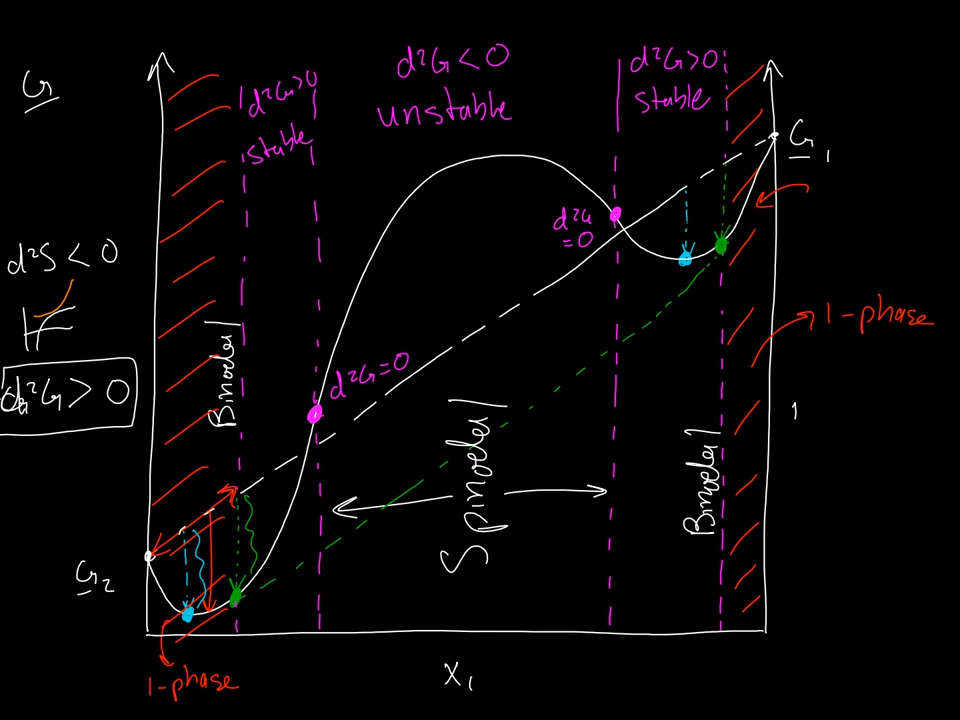 G
d²G>0
stable
d²G<0
unstable
d²G>0
stable
G₁
d²G
=0
d²S<0
d²G>0
1-phase
Binodal
d²G=0
1
Spinodal
Binodal
G₂
1-phase
X₁